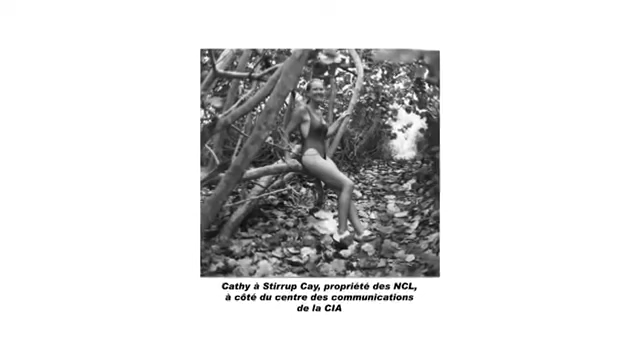 Cathy à Stirrup Cay, propriété des NCL,
à côté du centre des communications
de la CIA